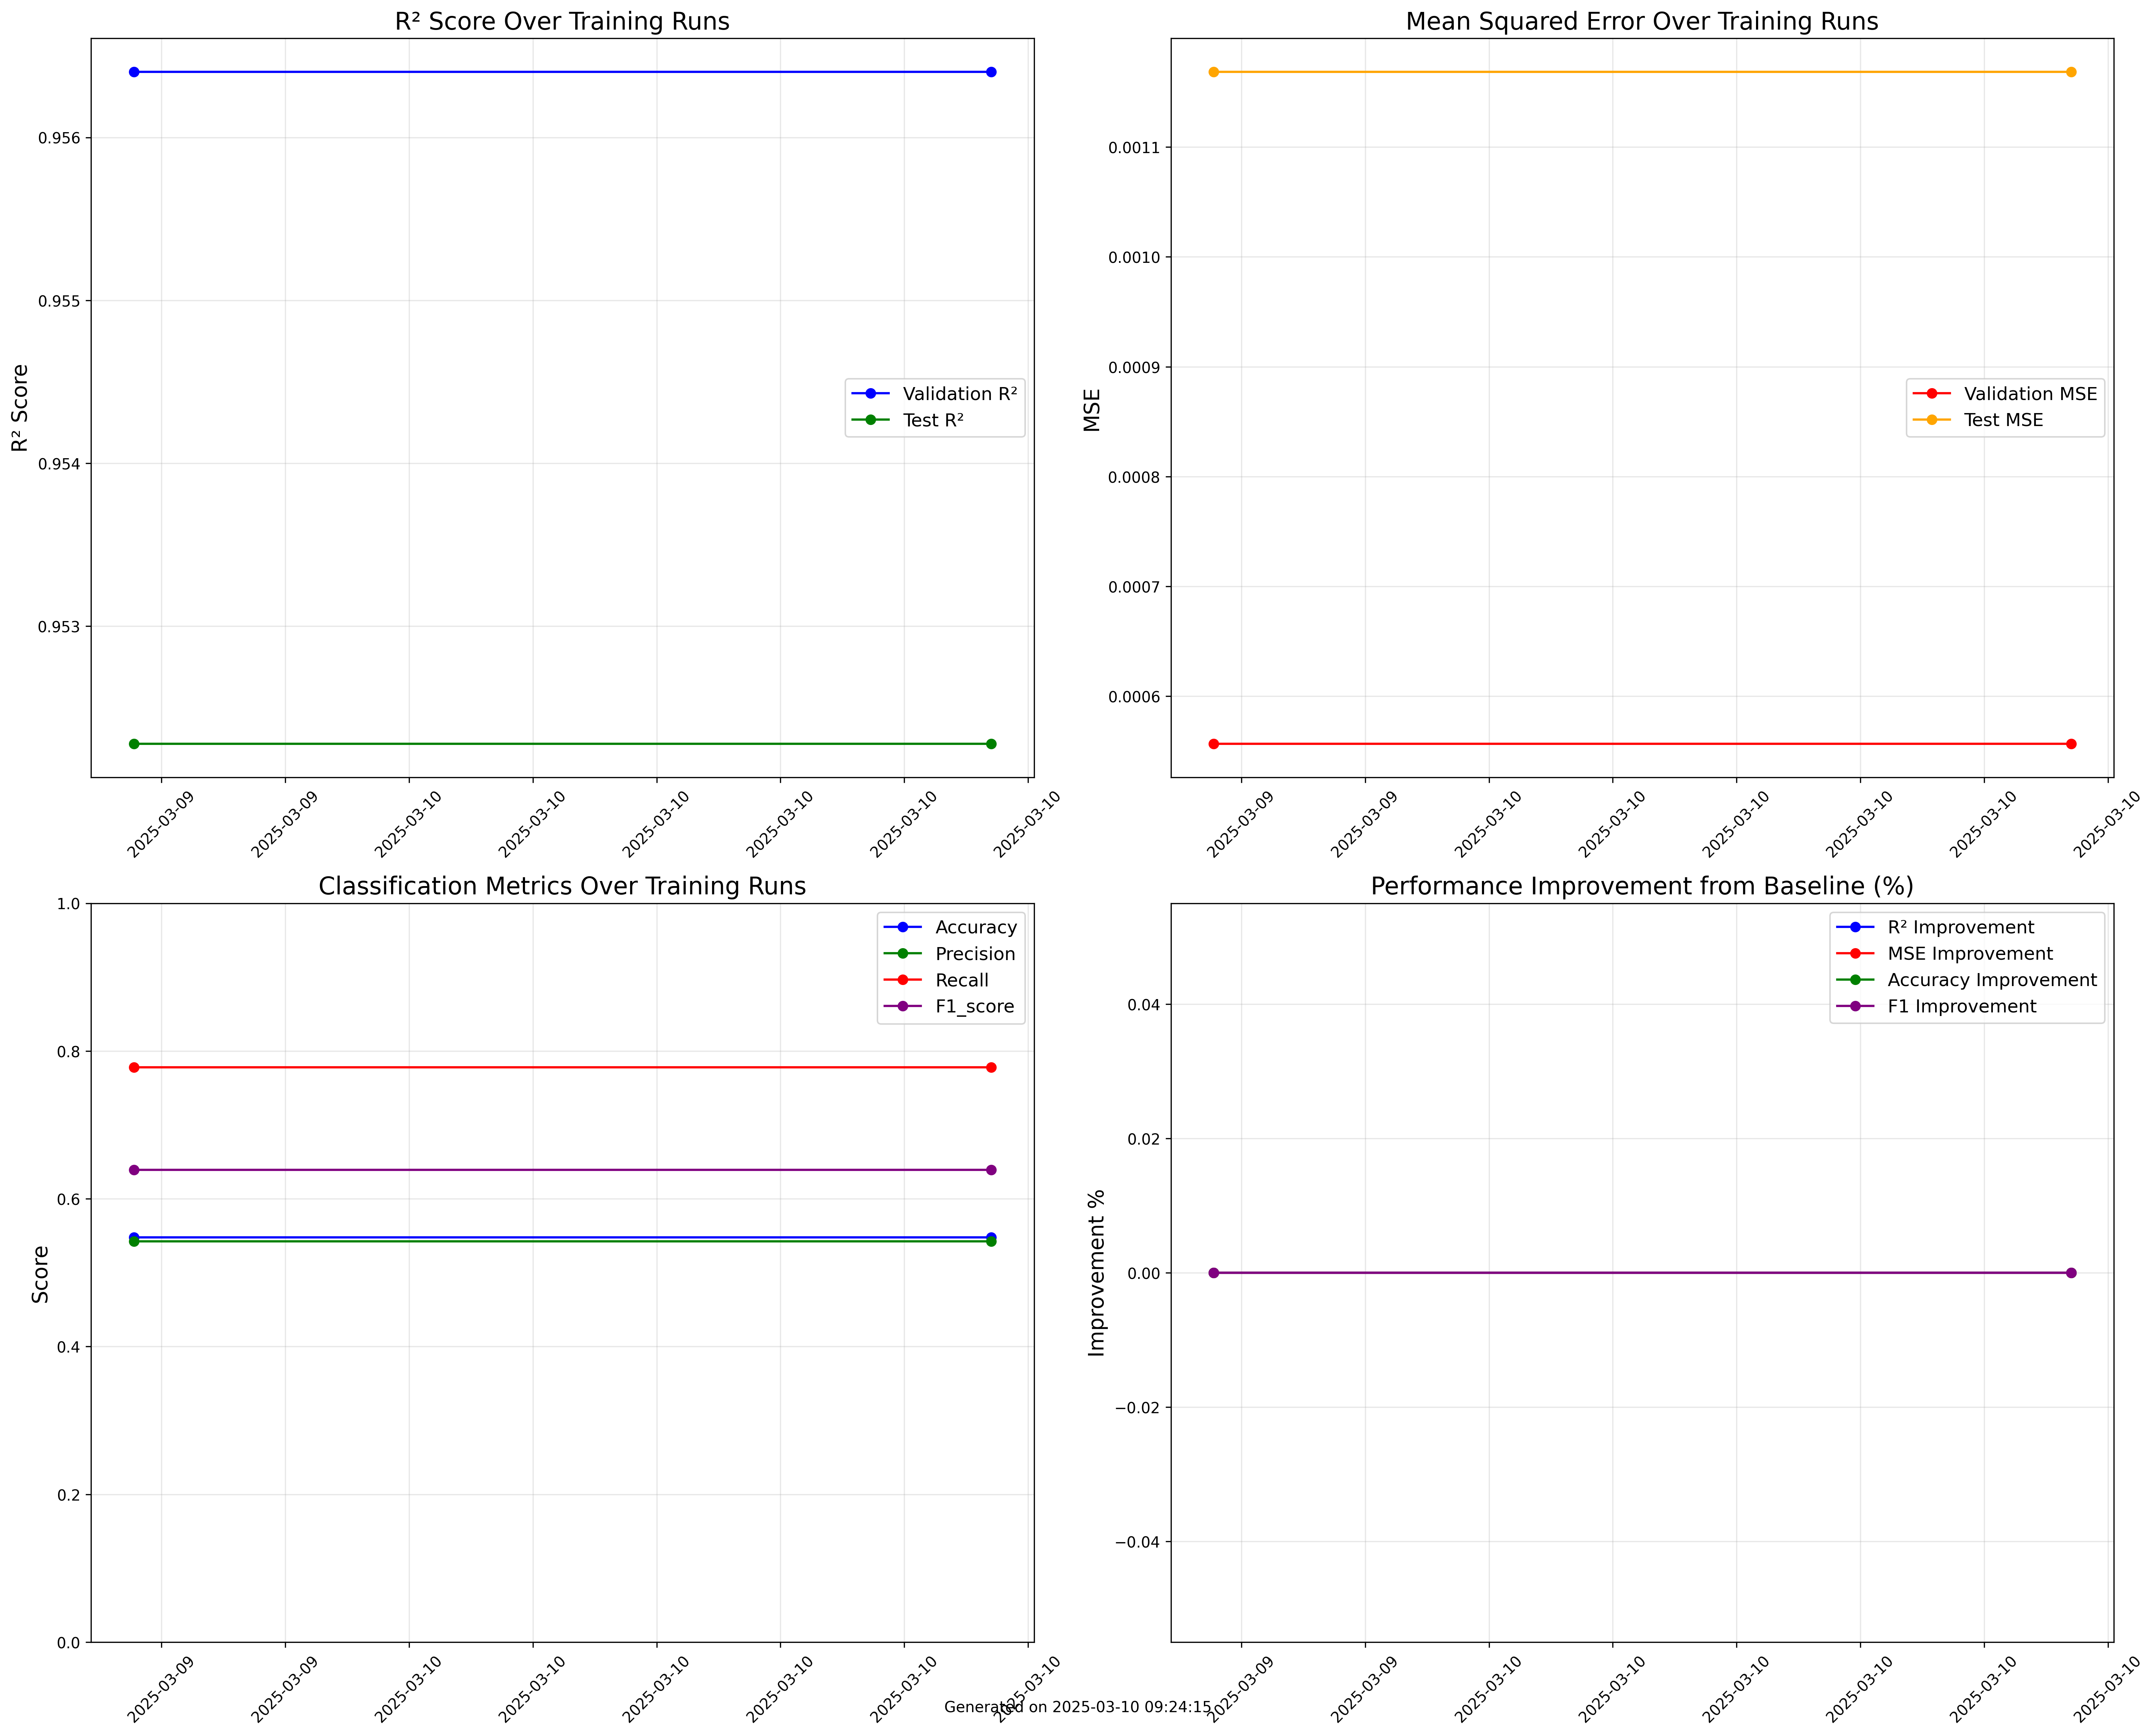 R² Score Over Training Runs
R² Score
0.956
0.955
0.954
0.953
Validation R²
Test R²
2025-03-09
2025-03-09
2025-03-10
2025-03-10
2025-03-10
2025-03-10
2025-03-10
2025-03-10
Mean Squared Error Over Training Runs
MSE
0.0011
0.0010
0.0009
0.0008
0.0007
0.0006
Validation MSE
Test MSE
2025-03-09
2025-03-09
2025-03-10
2025-03-10
2025-03-10
2025-03-10
2025-03-10
2025-03-10
Classification Metrics Over Training Runs
Score
1.0
0.8
0.6
0.4
0.2
0.0
Accuracy
Precision
Recall
F1_score
2025-03-09
2025-03-09
2025-03-10
2025-03-10
2025-03-10
2025-03-10
2025-03-10
2025-03-10
Performance Improvement from Baseline (%)
Improvement %
0.04
0.02
0.00
−0.02
−0.04
R² Improvement
MSE Improvement
Accuracy Improvement
F1 Improvement
2025-03-09
2025-03-09
2025-03-10
2025-03-10
2025-03-10
2025-03-10
2025-03-10
2025-03-10
Generated on 2025-03-10 09:24:15